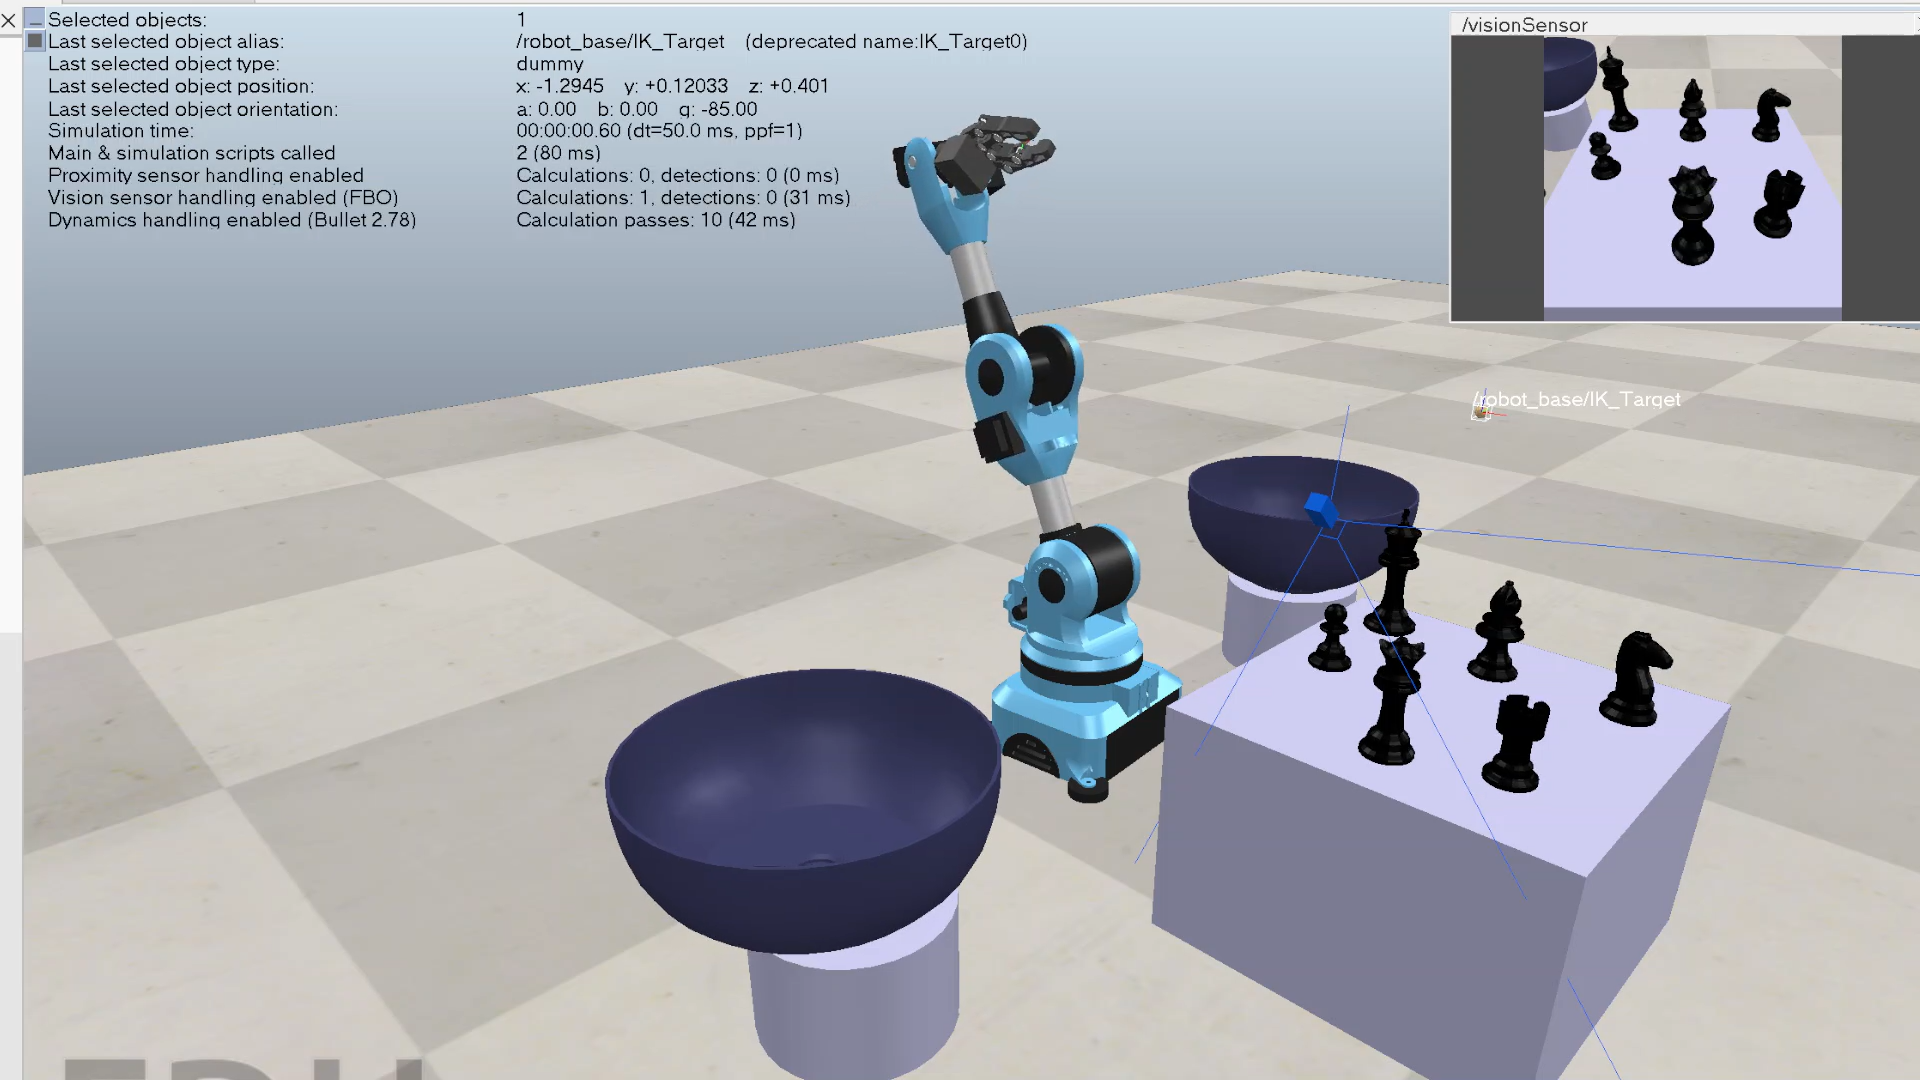 /visionSensor
Selected objects: 1
Last selected object alias: /robot_base/IK_Target (deprecated name:IK_Target0)
Last selected object type: dummy
Last selected object position: x: -1.2945 y: +0.12033 z: +0.401
Last selected object orientation: a: 0.00 b: 0.00 g: -85.00
Simulation time: 00:00:00.60 (dt=50.0 ms, ppf=1)
Main & simulation scripts called 2 (80 ms)
Proximity sensor handling enabled Calculations: 0, detections: 0 (0 ms)
Vision sensor handling enabled (FBO) Calculations: 1, detections: 0 (31 ms)
Dynamics handling enabled (Bullet 2.78) Calculation passes: 10 (42 ms)
/robot_base/IK_Target